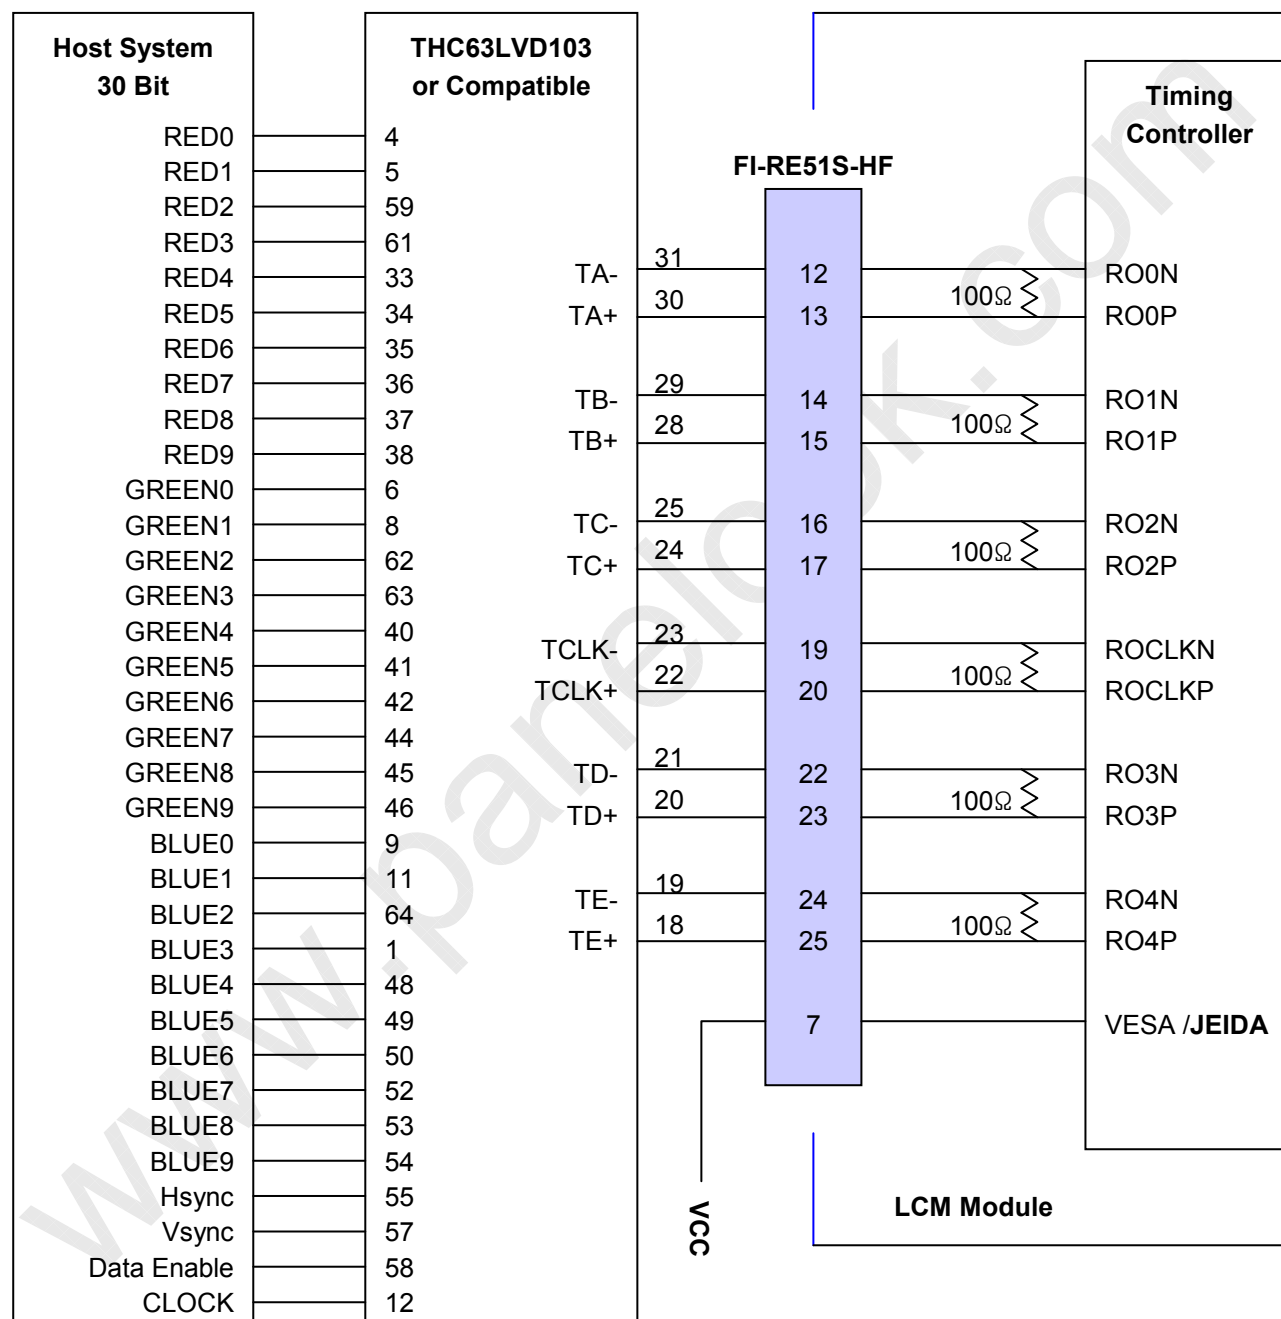 Host System
30 Bit
RED0 4
RED1 5
RED2 59
RED3 61
RED4 33
RED5 34
RED6 35
RED7 36
RED8 37
RED9 38
GREEN0 6
GREEN1 8
GREEN2 62
GREEN3 63
GREEN4 40
GREEN5 41
GREEN6 42
GREEN7 44
GREEN8 45
GREEN9 46
BLUE0 9
BLUE1 11
BLUE2 64
BLUE3 1
BLUE4 48
BLUE5 49
BLUE6 50
BLUE7 52
BLUE8 53
BLUE9 54
Hsync 55
Vsync 57
Data Enable 58
CLOCK 12
THC63LVD103
or Compatible
FI-RE51S-HF
Timing
Controller
TA- 31 12 RO0N
100Ω
TA+ 30 13 RO0P
TB- 29 14 RO1N
100Ω
TB+ 28 15 RO1P
TC- 25 16 RO2N
100Ω
TC+ 24 17 RO2P
TCLK- 23 19 ROCLKN
100Ω
TCLK+ 22 20 ROCLKP
TD- 21 22 RO3N
100Ω
TD+ 20 23 RO3P
TE- 19 24 RO4N
100Ω
TE+ 18 25 RO4P
7 VESA /JEIDA
VCC
LCM Module
www.panelook.com